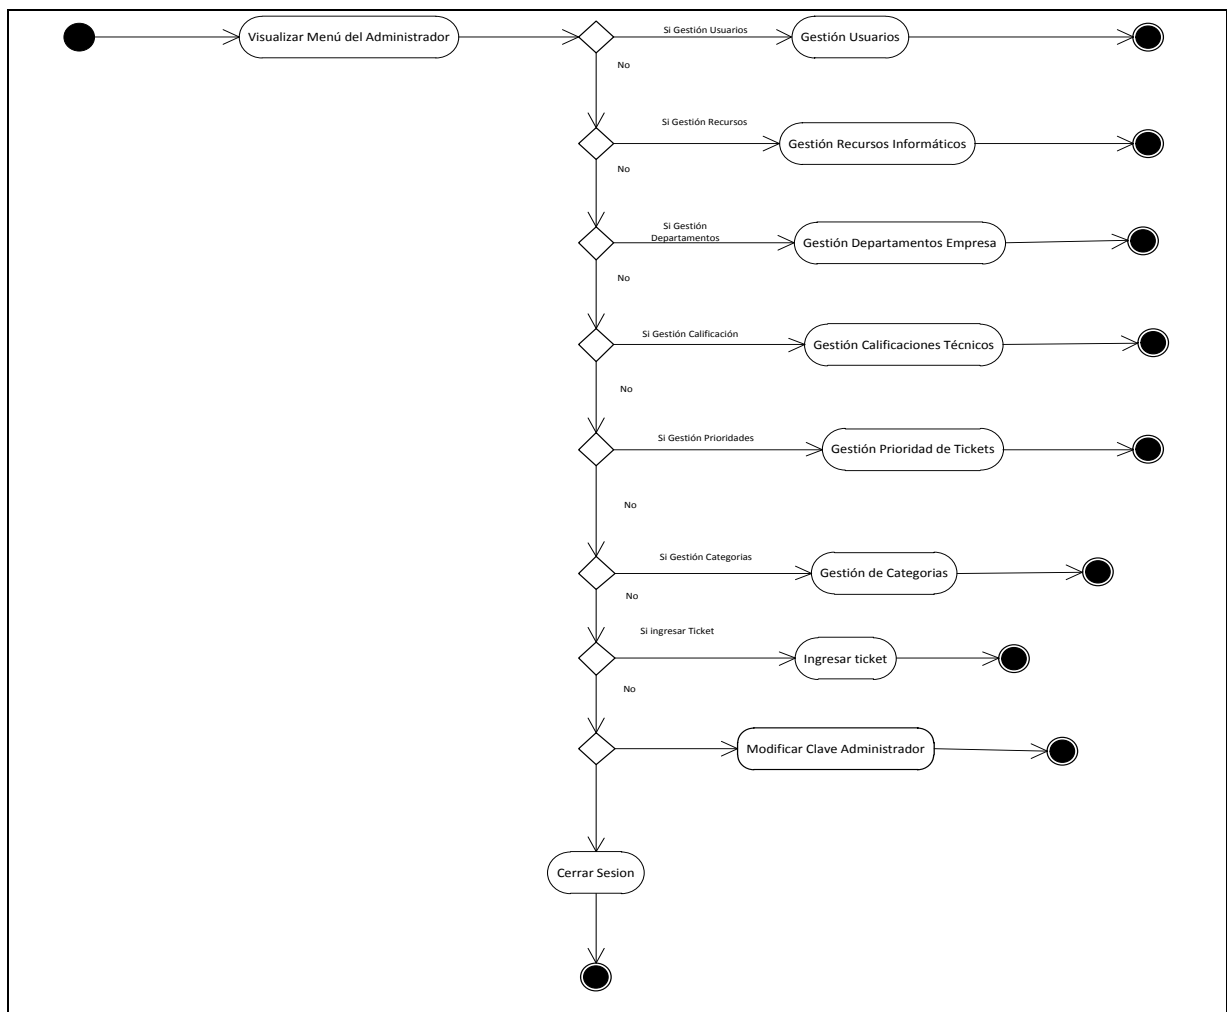 Visualizar Menú del Administrador
Si Gestión Usuarios
Gestión Usuarios
No
Si Gestión Recursos
Gestión Recursos Informáticos
No
Si Gestión
Departamentos
Gestión Departamentos Empresa
No
Si Gestión Calificación
Gestión Calificaciones Técnicos
No
Si Gestión Prioridades
Gestión Prioridad de Tickets
No
Si Gestión Categorias
Gestión de Categorias
No
Si ingresar Ticket
Ingresar ticket
No
Modificar Clave Administrador
Cerrar Sesion